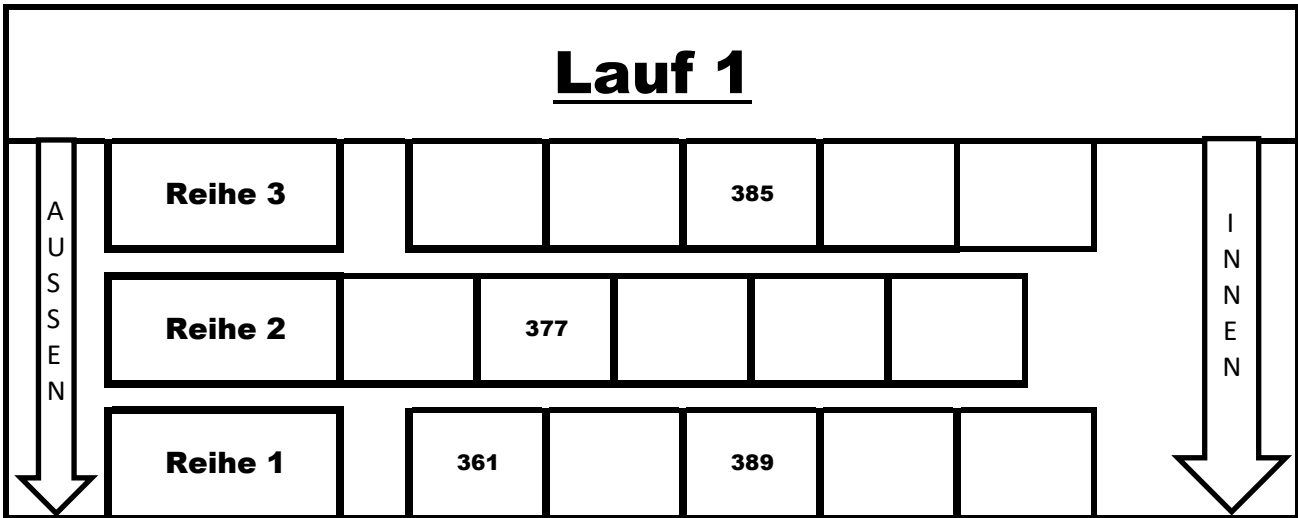 Lauf 1
AUSSEN
Reihe 3 385
Reihe 2 377
Reihe 1 361 389
INNEN